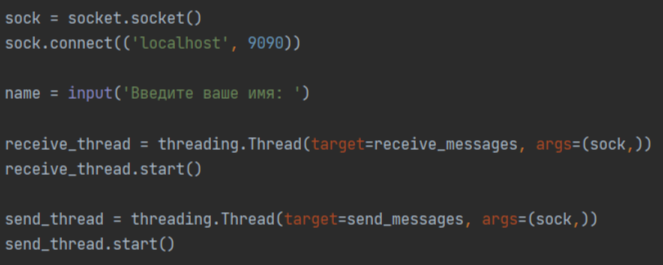 sock = socket.socket()
sock.connect(('localhost', 9090))
name = input('Введите ваше имя: ')
receive_thread = threading.Thread(target=receive_messages, args=(sock,))
receive_thread.start()
send_thread = threading.Thread(target=send_messages, args=(sock,))
send_thread.start()